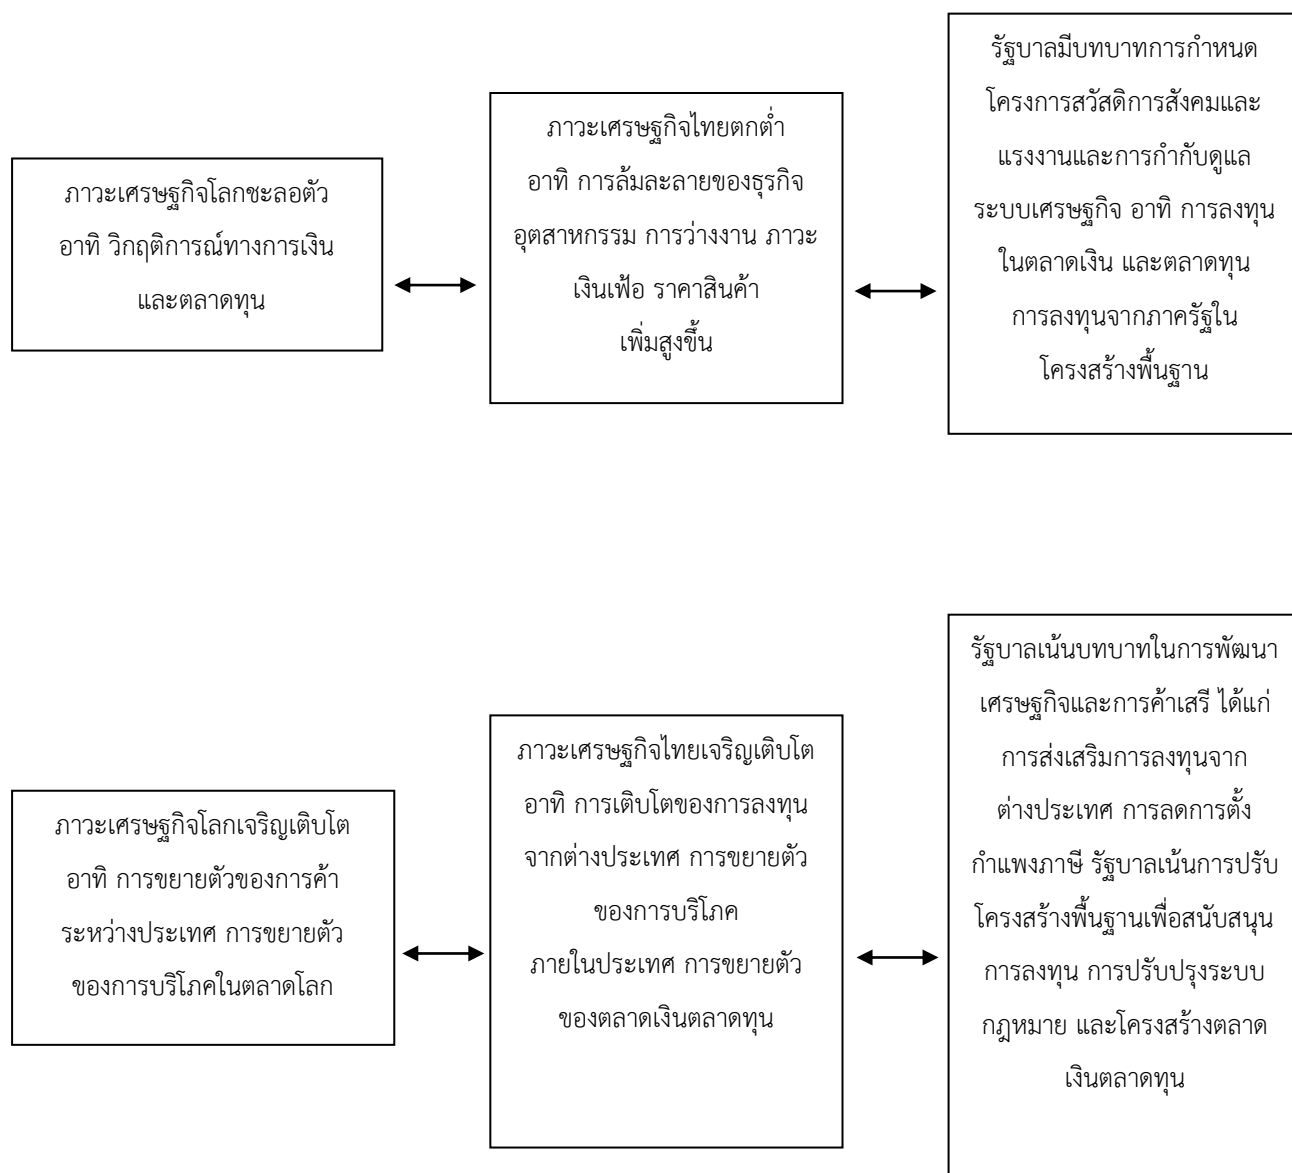 ภาวะเศรษฐกิจโลกชะลอตัว
อาทิ วิกฤติการณ์ทางการเงิน
และตลาดทุน
ภาวะเศรษฐกิจไทยตกต่ำ
อาทิ การล้มละลายของธุรกิจ
อุตสาหกรรม การว่างงาน ภาวะ
เงินเฟ้อ ราคาสินค้า
เพิ่มสูงขึ้น
รัฐบาลมีบทบาทการกำหนด
โครงการสวัสดิการสังคมและ
แรงงานและการกำกับดูแล
ระบบเศรษฐกิจ อาทิ การลงทุน
ในตลาดเงิน และตลาดทุน
การลงทุนจากภาครัฐใน
โครงสร้างพื้นฐาน
ภาวะเศรษฐกิจโลกเจริญเติบโต
อาทิ การขยายตัวของการค้า
ระหว่างประเทศ การขยายตัว
ของการบริโภคในตลาดโลก
ภาวะเศรษฐกิจไทยเจริญเติบโต
อาทิ การเติบโตของการลงทุน
จากต่างประเทศ การขยายตัว
ของการบริโภค
ภายในประเทศ การขยายตัว
ของตลาดเงินตลาดทุน
รัฐบาลเน้นบทบาทในการพัฒนา
เศรษฐกิจและการค้าเสรี ได้แก่
การส่งเสริมการลงทุนจาก
ต่างประเทศ การลดการตั้ง
กำแพงภาษี รัฐบาลเน้นการปรับ
โครงสร้างพื้นฐานเพื่อสนับสนุน
การลงทุน การปรับปรุงระบบ
กฎหมาย และโครงสร้างตลาด
เงินตลาดทุน